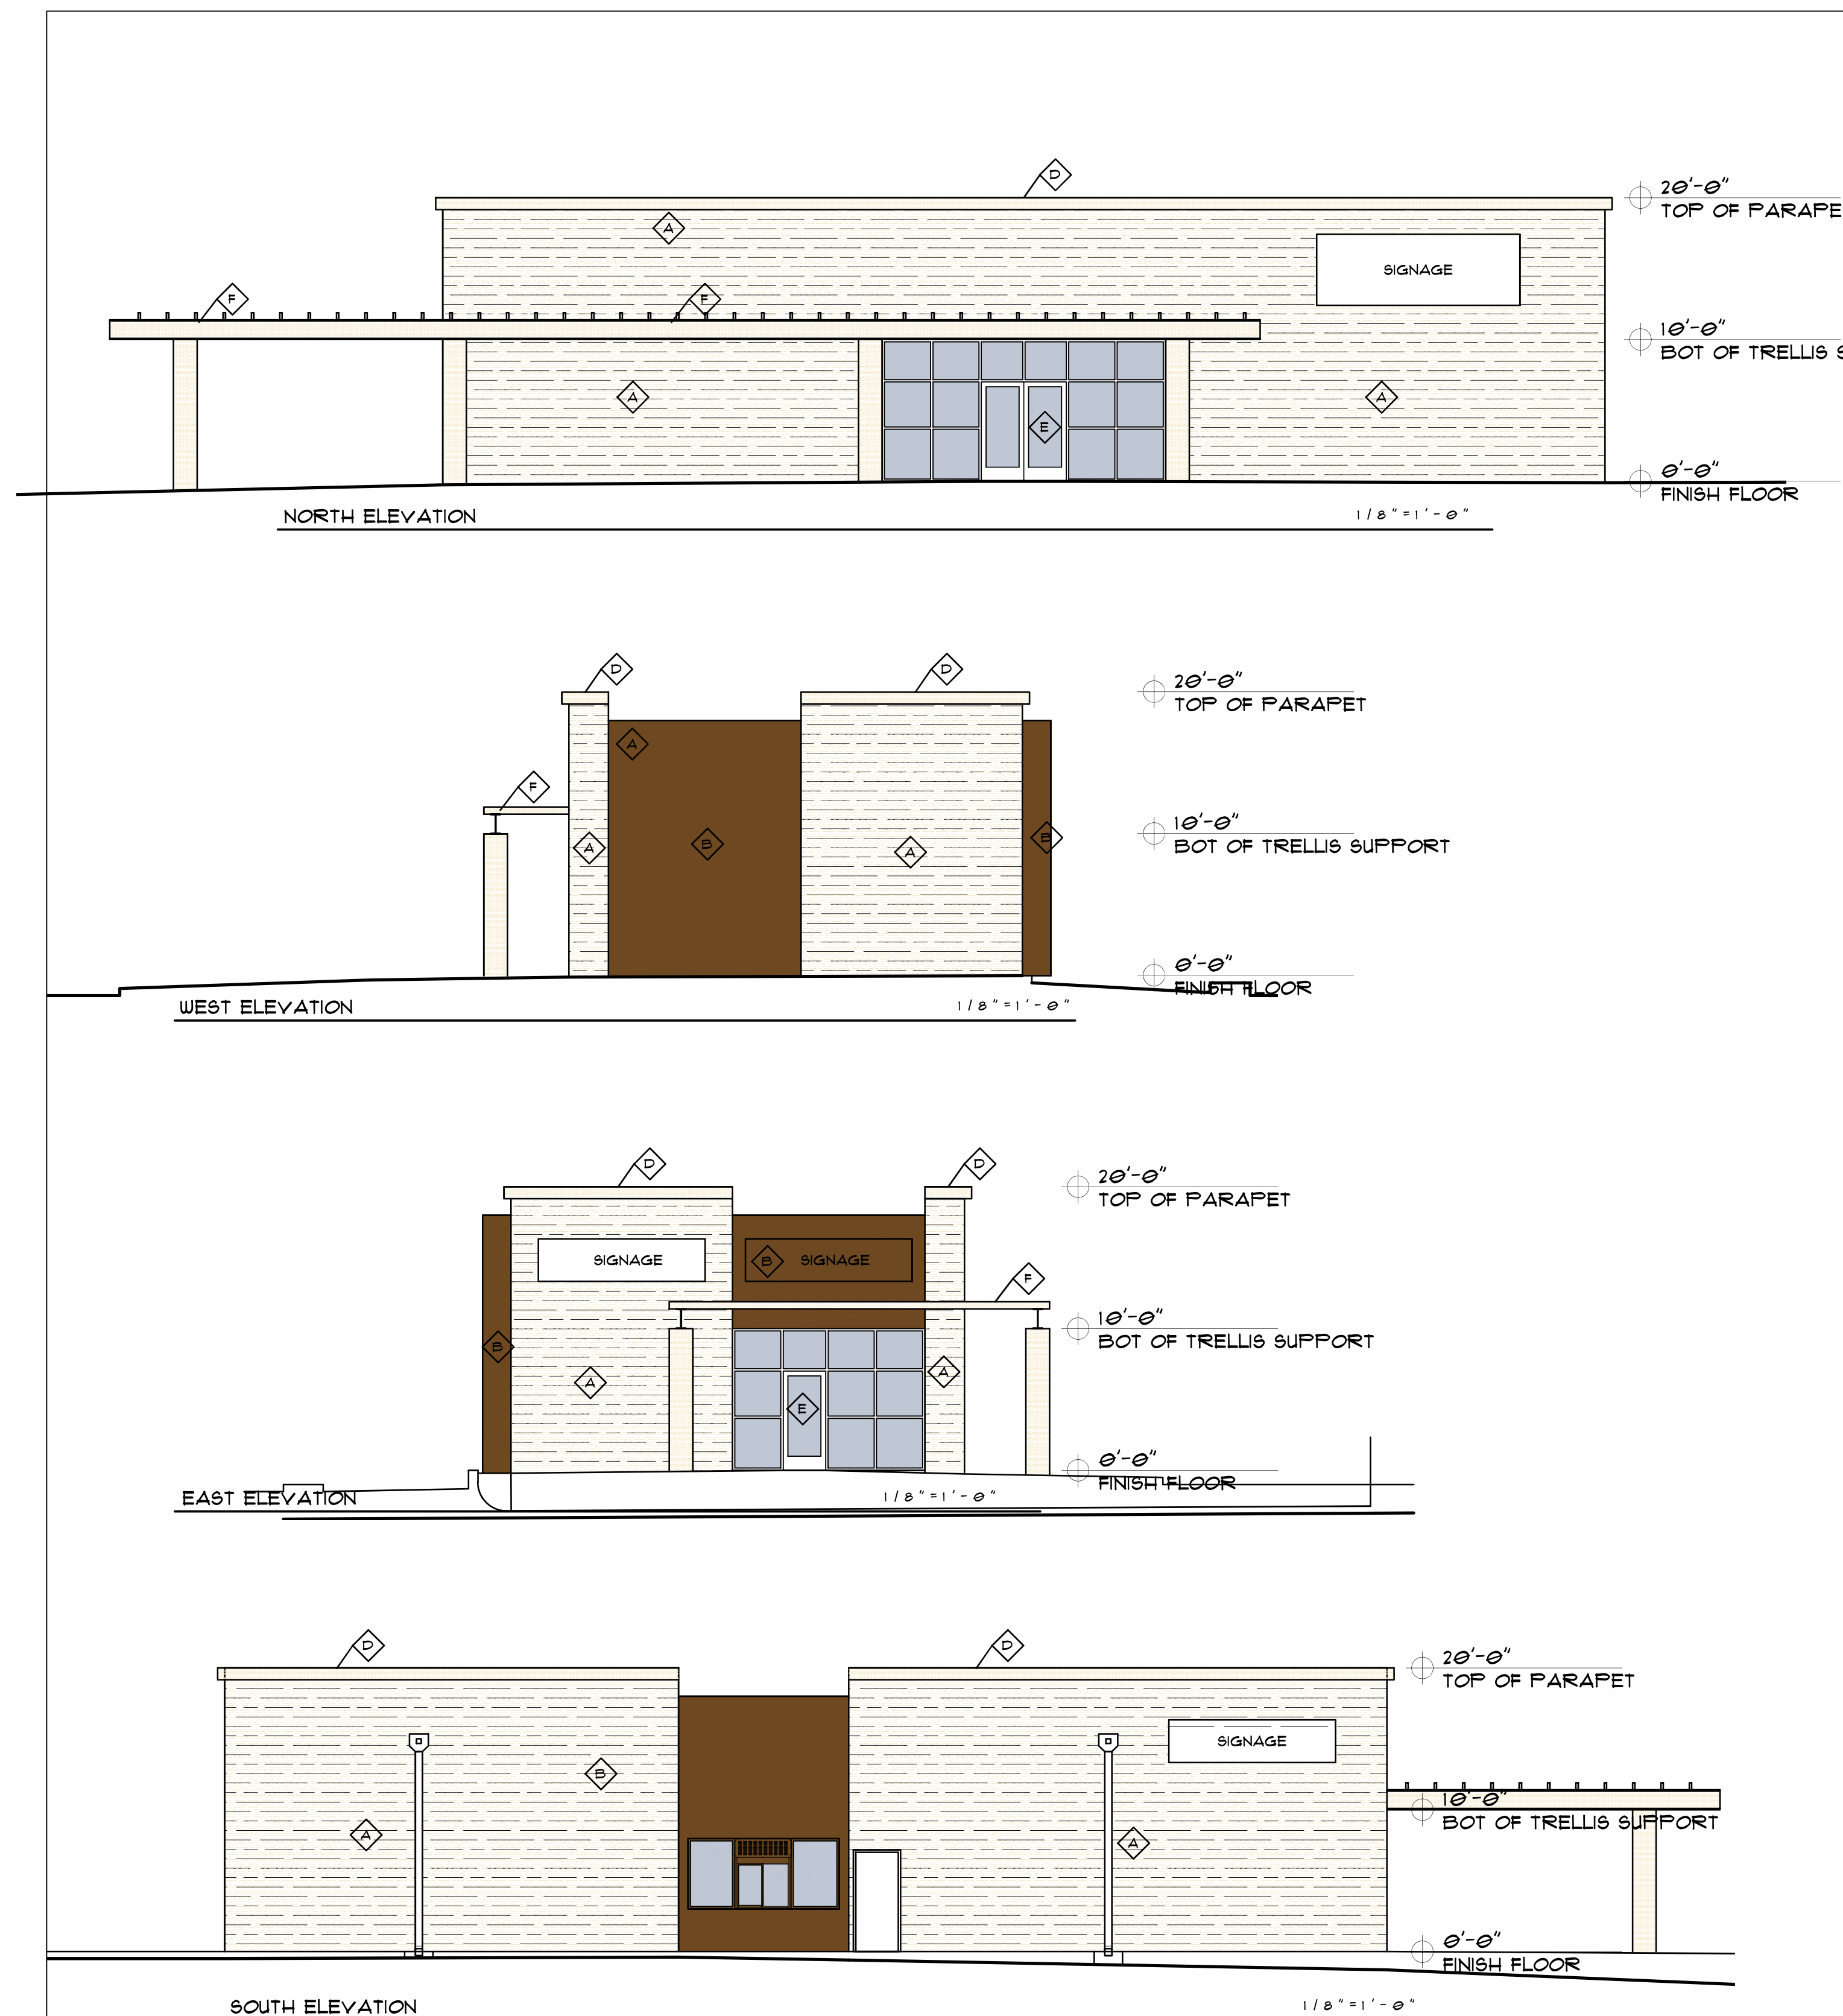 D
20'-0"
TOP OF PARAPE
A
SIGNAGE
F
F
10'-0"
BOT OF TRELLIS S
A
A
E
0'-0"
FINISH FLOOR
NORTH ELEVATION
1/8"=1'-0"
D
D
20'-0"
TOP OF PARAPET
A
F
10'-0"
BOT OF TRELLIS SUPPORT
A
B
A
B
0'-0"
FINISH FLOOR
WEST ELEVATION
1/8"=1'-0"
D
D
20'-0"
TOP OF PARAPET
SIGNAGE
B
SIGNAGE
F
10'-0"
BOT OF TRELLIS SUPPORT
B
A
A
E
0'-0"
FINISH FLOOR
EAST ELEVATION
1/8"=1'-0"
D
D
20'-0"
TOP OF PARAPET
SIGNAGE
B
10'-0"
BOT OF TRELLIS SUPPORT
A
A
0'-0"
FINISH FLOOR
SOUTH ELEVATION
1/8"=1'-0"